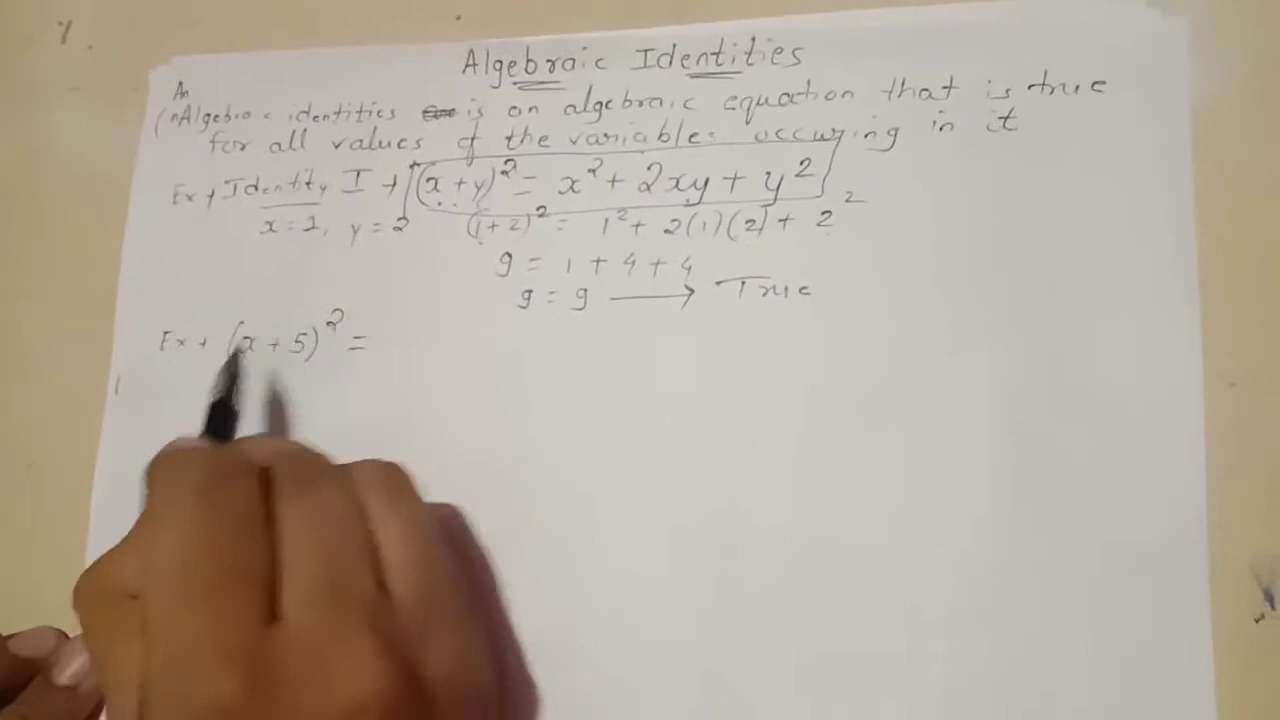 Algebraic Identities
An
Algebraic identities is an algebraic equation that is true
for all values of the variables occuring in it
Ex → Identity I → (x + y)² = x² + 2xy + y²
x = 1, y = 2 (1 + 2)² = 1² + 2(1)(2) + 2²
9 = 1 + 4 + 4
9 = 9 ⟶ True
Ex → (x + 5)² =